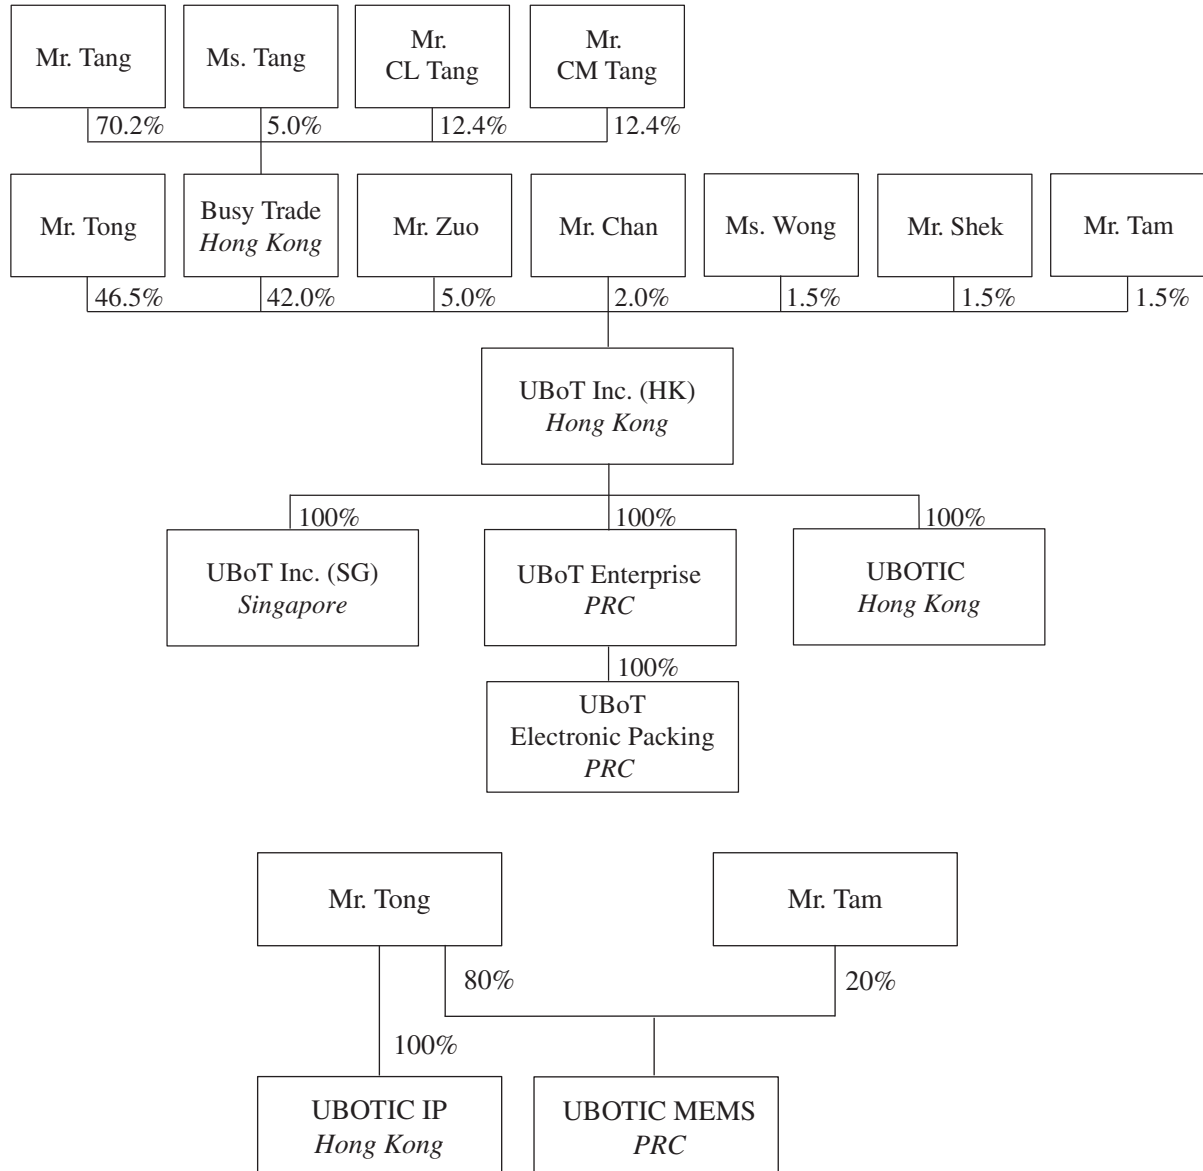 Mr. Tang
Ms. Tang
Mr.
CL Tang
Mr.
CM Tang
70.2%
5.0%
12.4%
12.4%
Mr. Tong
Busy Trade
Hong Kong
Mr. Zuo
Mr. Chan
Ms. Wong
Mr. Shek
Mr. Tam
46.5%
42.0%
5.0%
2.0%
1.5%
1.5%
1.5%
UBoT Inc. (HK)
Hong Kong
100%
100%
100%
UBoT Inc. (SG)
Singapore
UBoT Enterprise
PRC
UBOTIC
Hong Kong
100%
UBoT
Electronic Packing
PRC
Mr. Tong
Mr. Tam
80%
20%
100%
UBOTIC IP
Hong Kong
UBOTIC MEMS
PRC